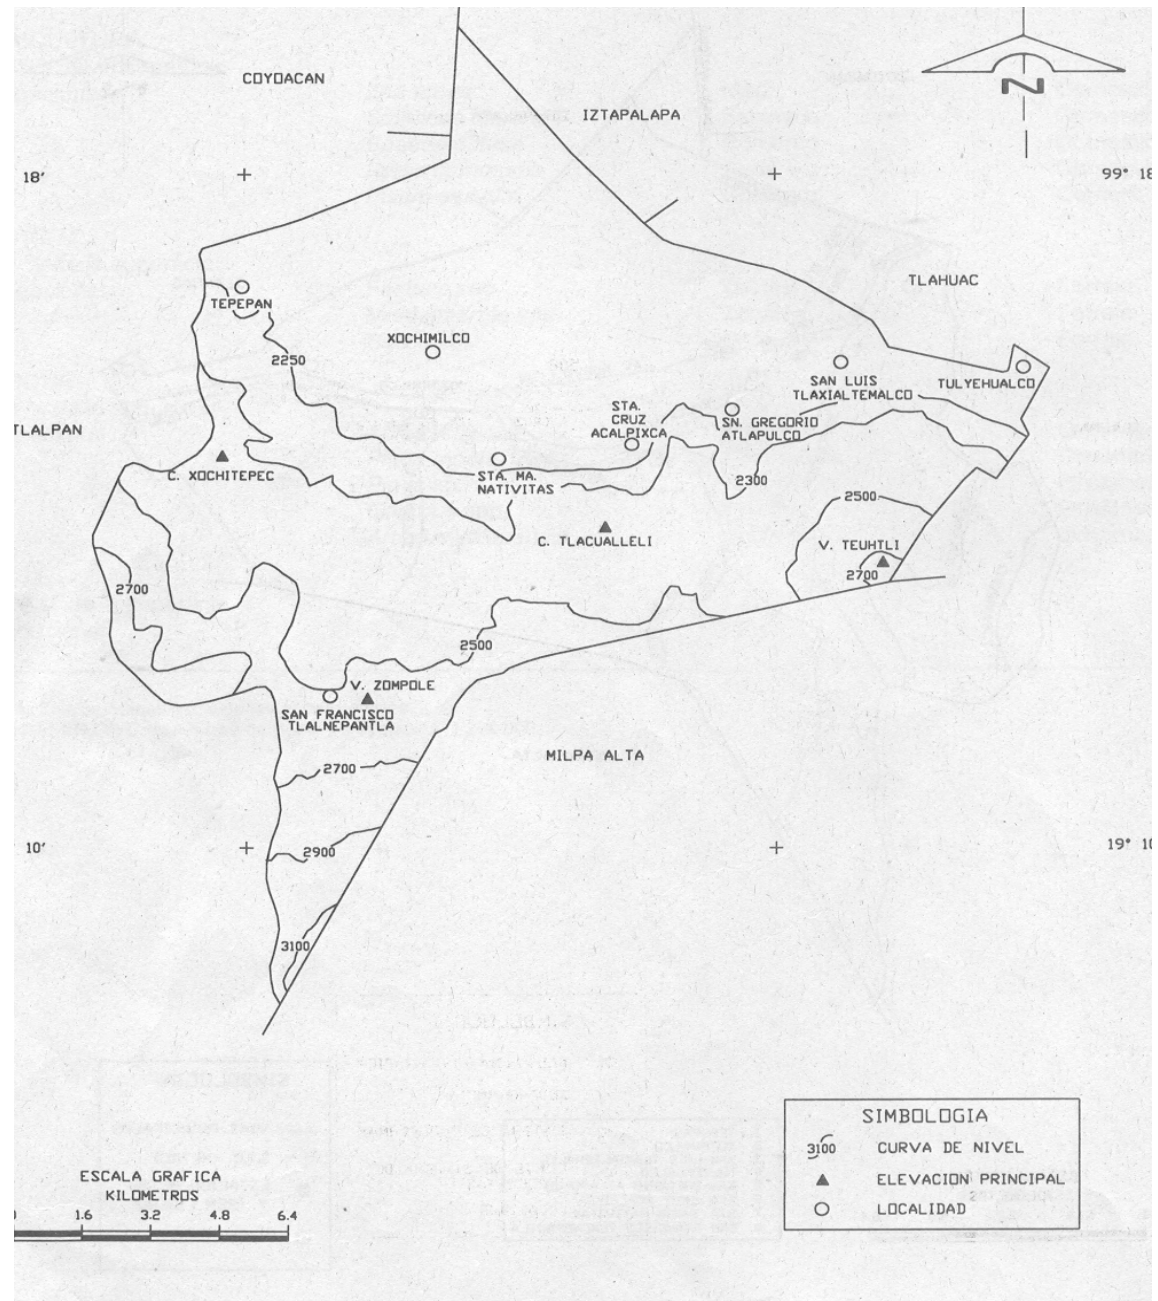 COYOACAN
IZTAPALAPA
N
18'
99° 18
TLAHUAC
TEPEPAN
XOCHIMILCO
2250
SAN LUIS
TLAXIALTEMALCO
TULYEHUALCO
STA.
CRUZ
ACALPIXCA
SN. GREGORIO
ATLAPULCO
TLALPAN
C. XOCHITEPEC
STA. MA.
NATIVITAS
2300
2500
C. TLACUALLELI
V. TEUHTLI
2700
2700
2500
V. ZOMPOLE
SAN FRANCISCO
TLALNEPANTLA
MILPA ALTA
2700
10'
19° 10
2900
3100
SIMBOLOGIA
3100 CURVA DE NIVEL
ELEVACION PRINCIPAL
LOCALIDAD
ESCALA GRAFICA
KILOMETROS
1.6 3.2 4.8 6.4